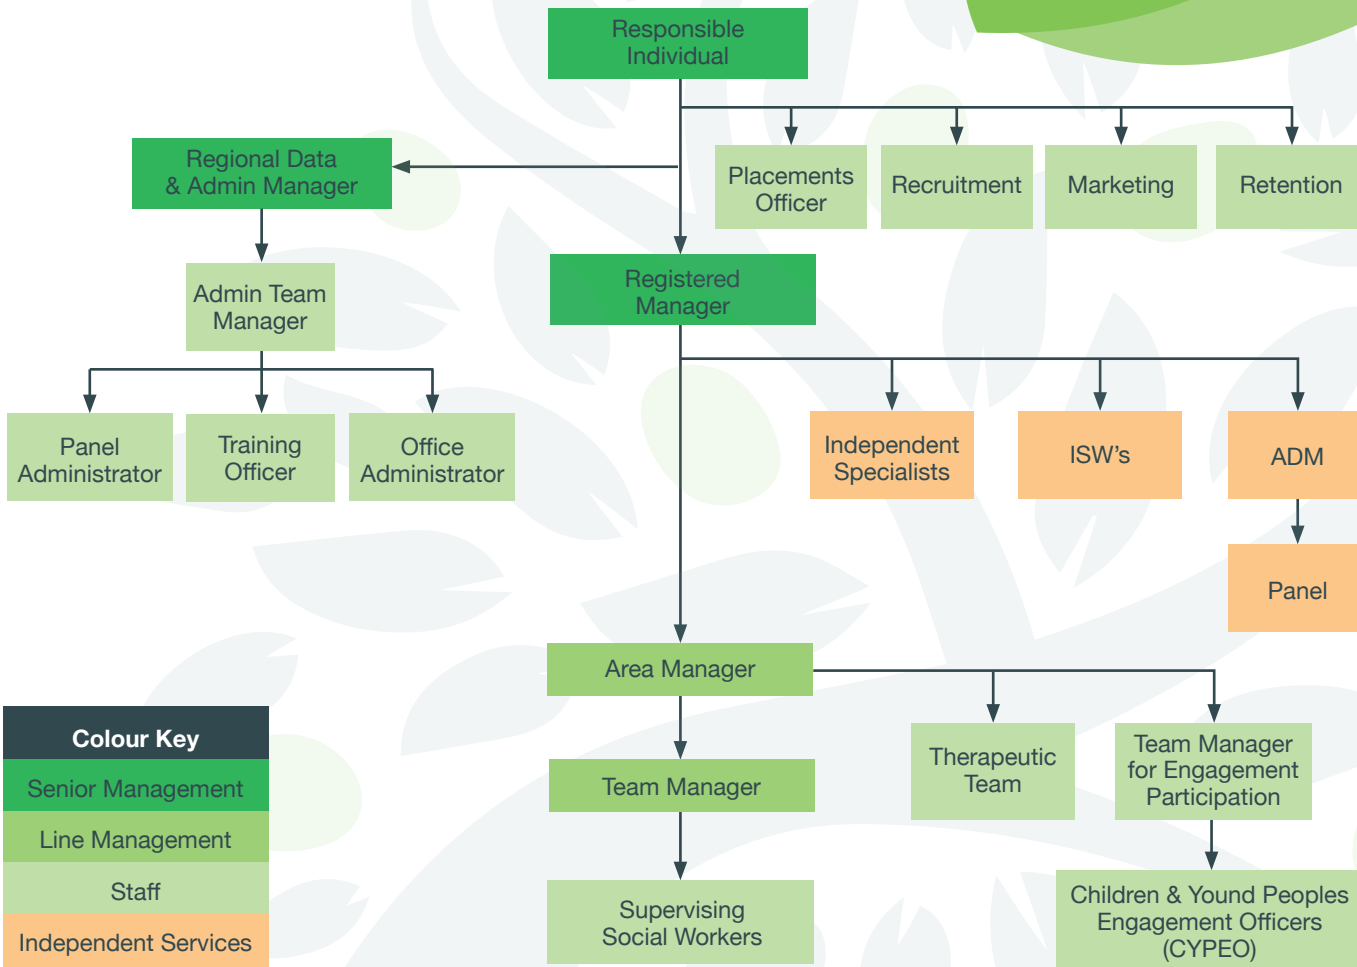 Responsible
Individual
Regional Data
& Admin Manager
Placements
Officer
Recruitment
Marketing
Retention
Admin Team
Manager
Registered
Manager
Panel
Administrator
Training
Officer
Office
Administrator
Independent
Specialists
ISW's
ADM
Panel
Area Manager
Therapeutic
Team
Team Manager
for Engagement
Participation
Team Manager
Supervising
Social Workers
Children & Yound Peoples
Engagement Officers
(CYPEO)
Colour Key
Senior Management
Line Management
Staff
Independent Services